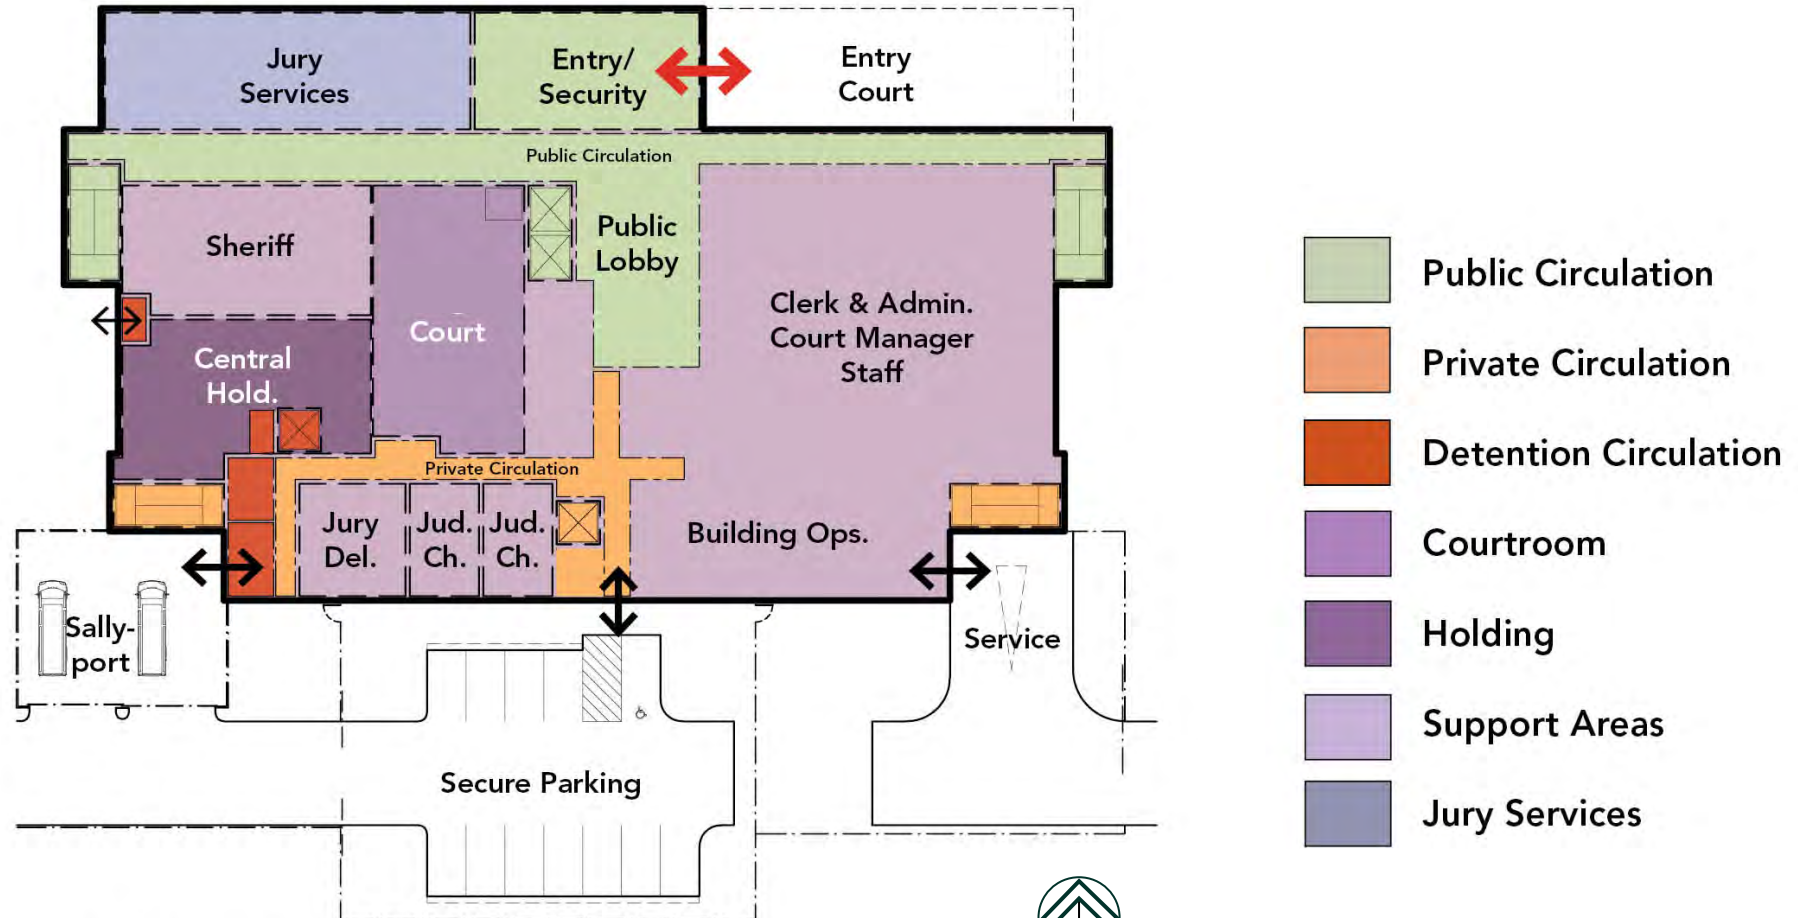 Jury
Services
Entry/
Security
Entry
Court
Public Circulation
Sheriff
Public
Lobby
Court
Clerk & Admin.
Court Manager
Staff
Central
Hold.
Private Circulation
Jury
Del.
Jud.
Ch.
Jud.
Ch.
Building Ops.
Sally-
port
Service
Secure Parking
Public Circulation
Private Circulation
Detention Circulation
Courtroom
Holding
Support Areas
Jury Services